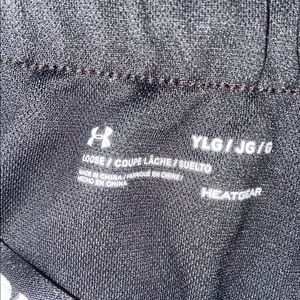 YLG / JG / G
LOOSE / COUPE LÂCHE / SUELTO
MADE IN CHINA / FABRIQUÉ EN CHINE /
HECHO EN CHINA
HEATGEAR